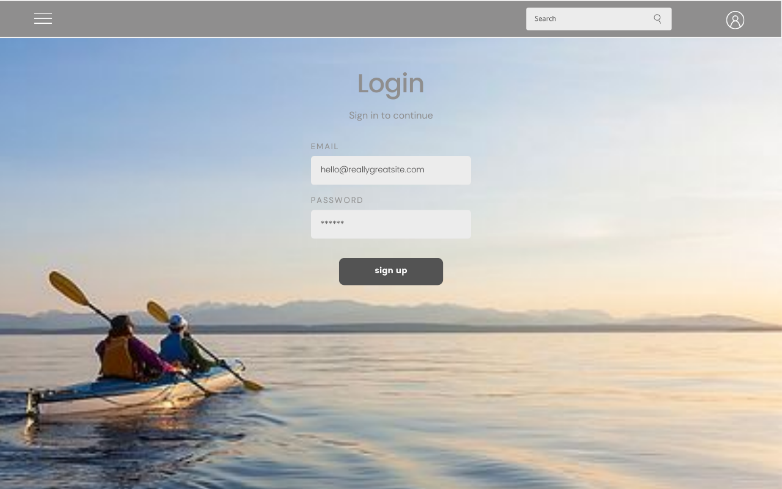 Search
Login
Sign in to continue
EMAIL
hello@reallygreatsite.com
PASSWORD
******
sign up